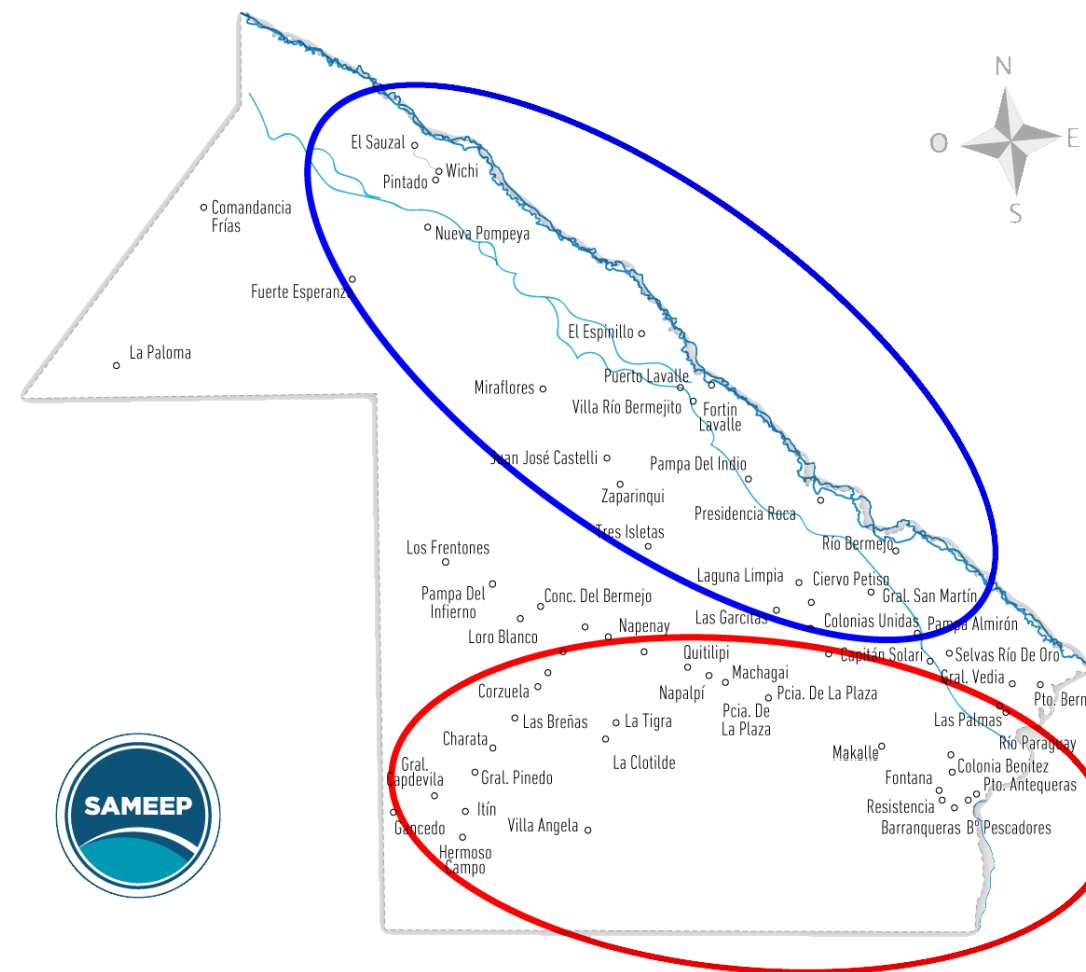 N
O
E
S
El Sauzal
Wichi
Pintado
Comandancia
Frías
Nueva Pompeya
Fuerte Esperanza
El Espinillo
La Paloma
Puerto Lavalle
Miraflores
Villa Río Bermejito
Fortin
Lavalle
Juan José Castelli
Pampa Del Indio
Zaparinqui
Presidencia Roca
Tres Isletas
Río Bermejo
Los Frentones
Laguna Limpia
Ciervo Petiso
Pampa Del
Infierno
Conc. Del Bermejo
Gral. San Martín
Las Garcitas
Colonias Unidas
Pampa Almirón
Loro Blanco
Napenay
Quitilipi
Capitán Solari
Selvas Río De Oro
Corzuela
Napalpí
Machagai
Gral. Vedia
Pcia. De La Plaza
Pto. Berm
Pcia. De
La Plaza
Las Breñas
La Tigra
Las Palmas
Charata
La Clotilde
Makalle
Río Paraguay
Gral.
Capdevila
Gral. Pinedo
Colonia Benitez
Fontana
Pto. Antequeras
SAMEEP
Gancedo
Itín
Villa Angela
Resistencia
Barranqueras
Bº Pescadores
Hermoso
Campo